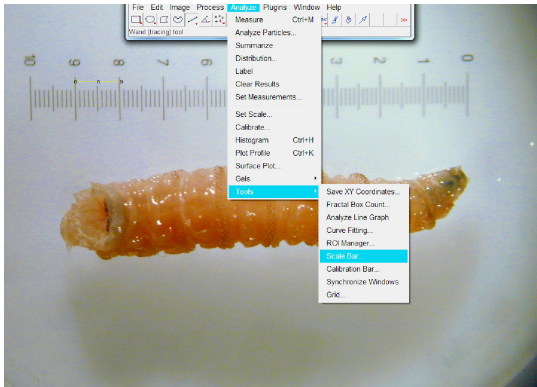 File Edit Image Process Analyze Plugins Window Help
Wand (tracing) tool
Measure Ctrl+M
Analyze Particles...
Summarize
Distribution...
Label
Clear Results
Set Measurements...
Set Scale...
Calibrate...
Histogram Ctrl+H
Plot Profile Ctrl+K
Surface Plot...
Gels
Tools
Save XY Coordinates...
Fractal Box Count...
Analyze Line Graph
Curve Fitting...
ROI Manager...
Scale Bar...
Calibration Bar...
Synchronize Windows
Grid...
10 9 8 7 6 3 2 1 0